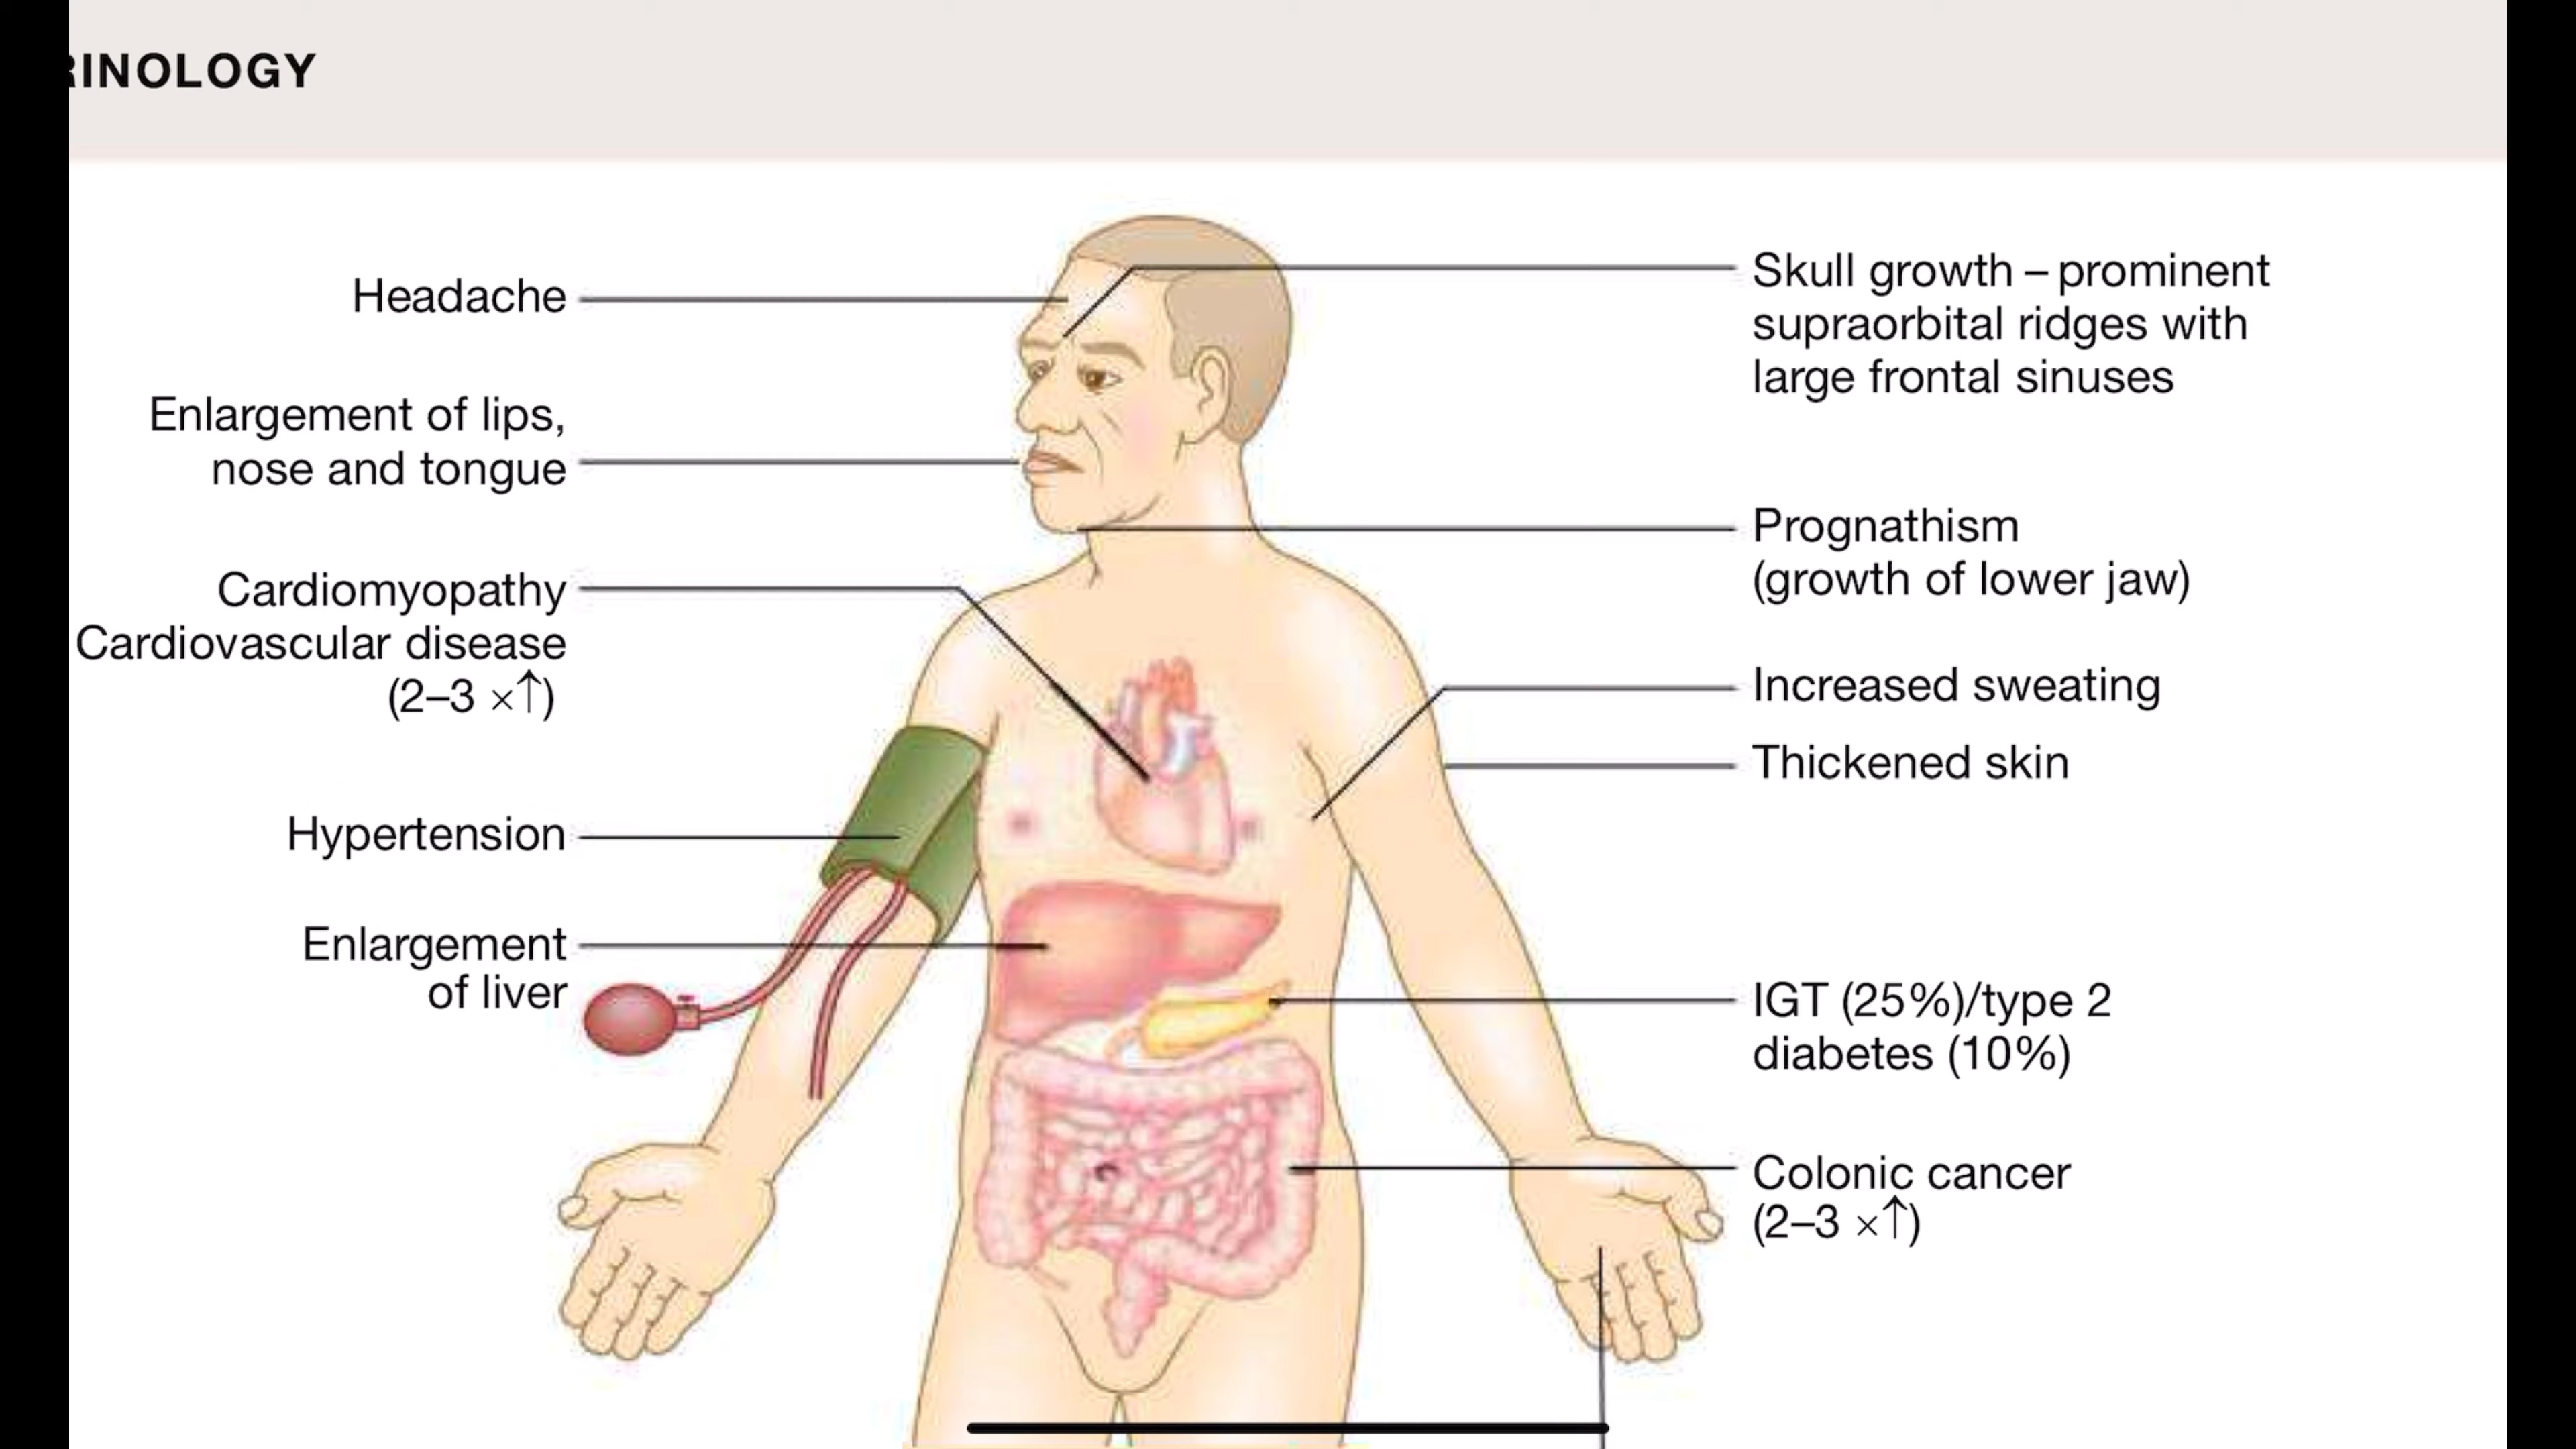 RINOLOGY
Headache
Enlargement of lips,
nose and tongue
Cardiomyopathy
Cardiovascular disease
(2–3 ×↑)
Hypertension
Enlargement
of liver
Skull growth – prominent
supraorbital ridges with
large frontal sinuses
Prognathism
(growth of lower jaw)
Increased sweating
Thickened skin
IGT (25%)/type 2
diabetes (10%)
Colonic cancer
(2–3 ×↑)